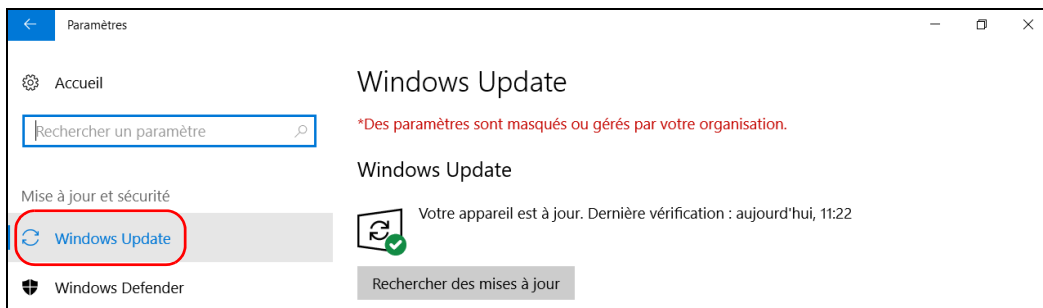 Paramètres
Accueil
Rechercher un paramètre
Mise à jour et sécurité
Windows Update
Windows Defender
Windows Update
*Des paramètres sont masqués ou gérés par votre organisation.
Windows Update
Votre appareil est à jour. Dernière vérification : aujourd'hui, 11:22
Rechercher des mises à jour